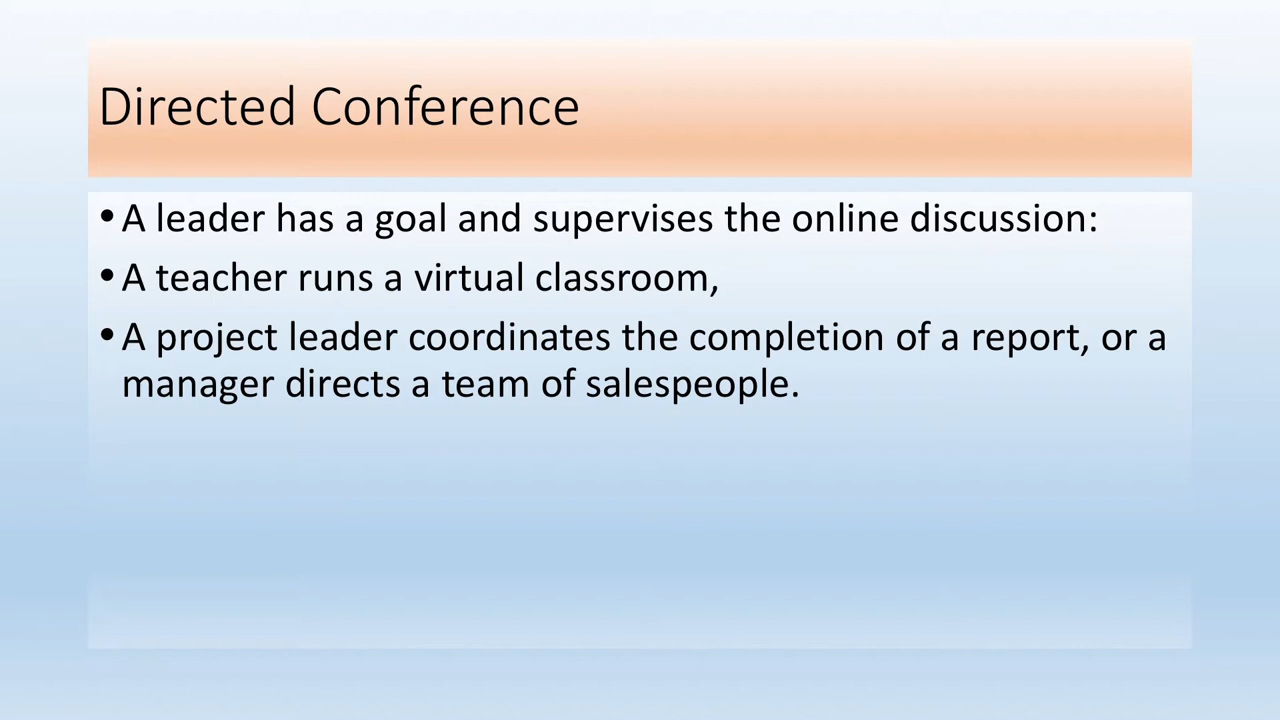 Directed Conference
• A leader has a goal and supervises the online discussion:
• A teacher runs a virtual classroom,
• A project leader coordinates the completion of a report, or a
manager directs a team of salespeople.